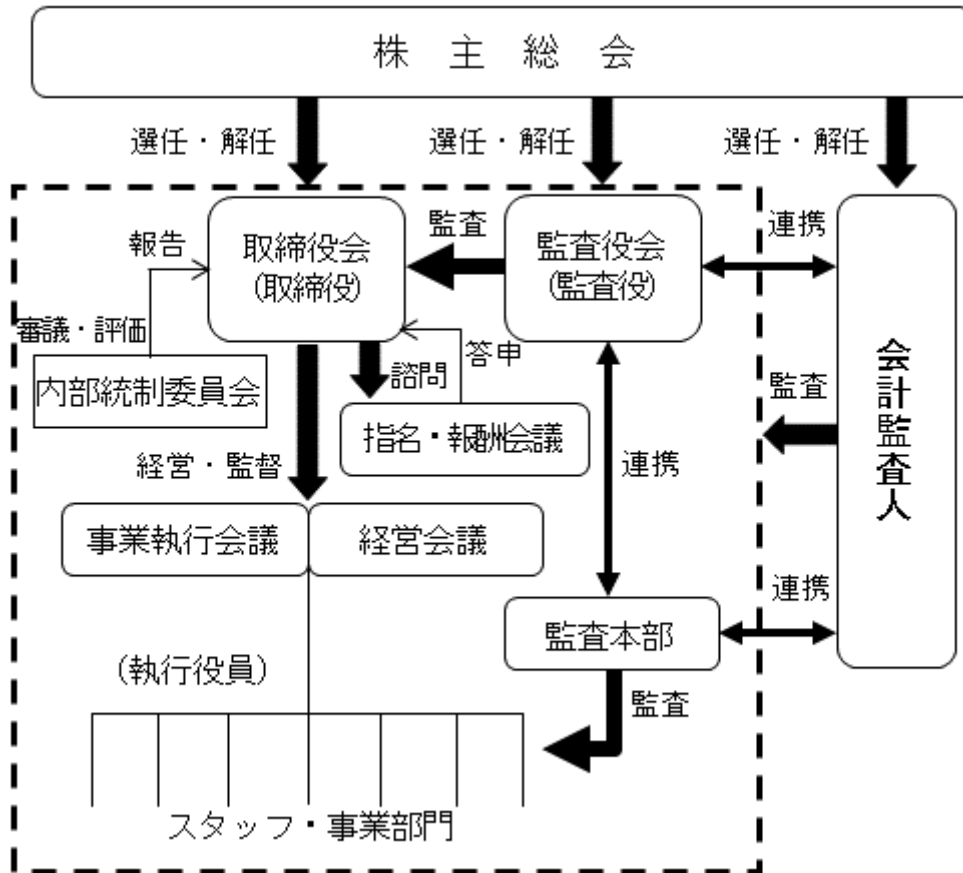 株主総会
選任・解任
選任・解任
選任・解任
報告
取締役会
(取締役)
監査
監査役会
(監査役)
連携
審議・評価
内部統制委員会
諮問
答申
指名・報酬会議
会計監査人
監査
経営・監督
連携
事業執行会議
経営会議
連携
監査本部
(執行役員)
監査
スタッフ・事業部門